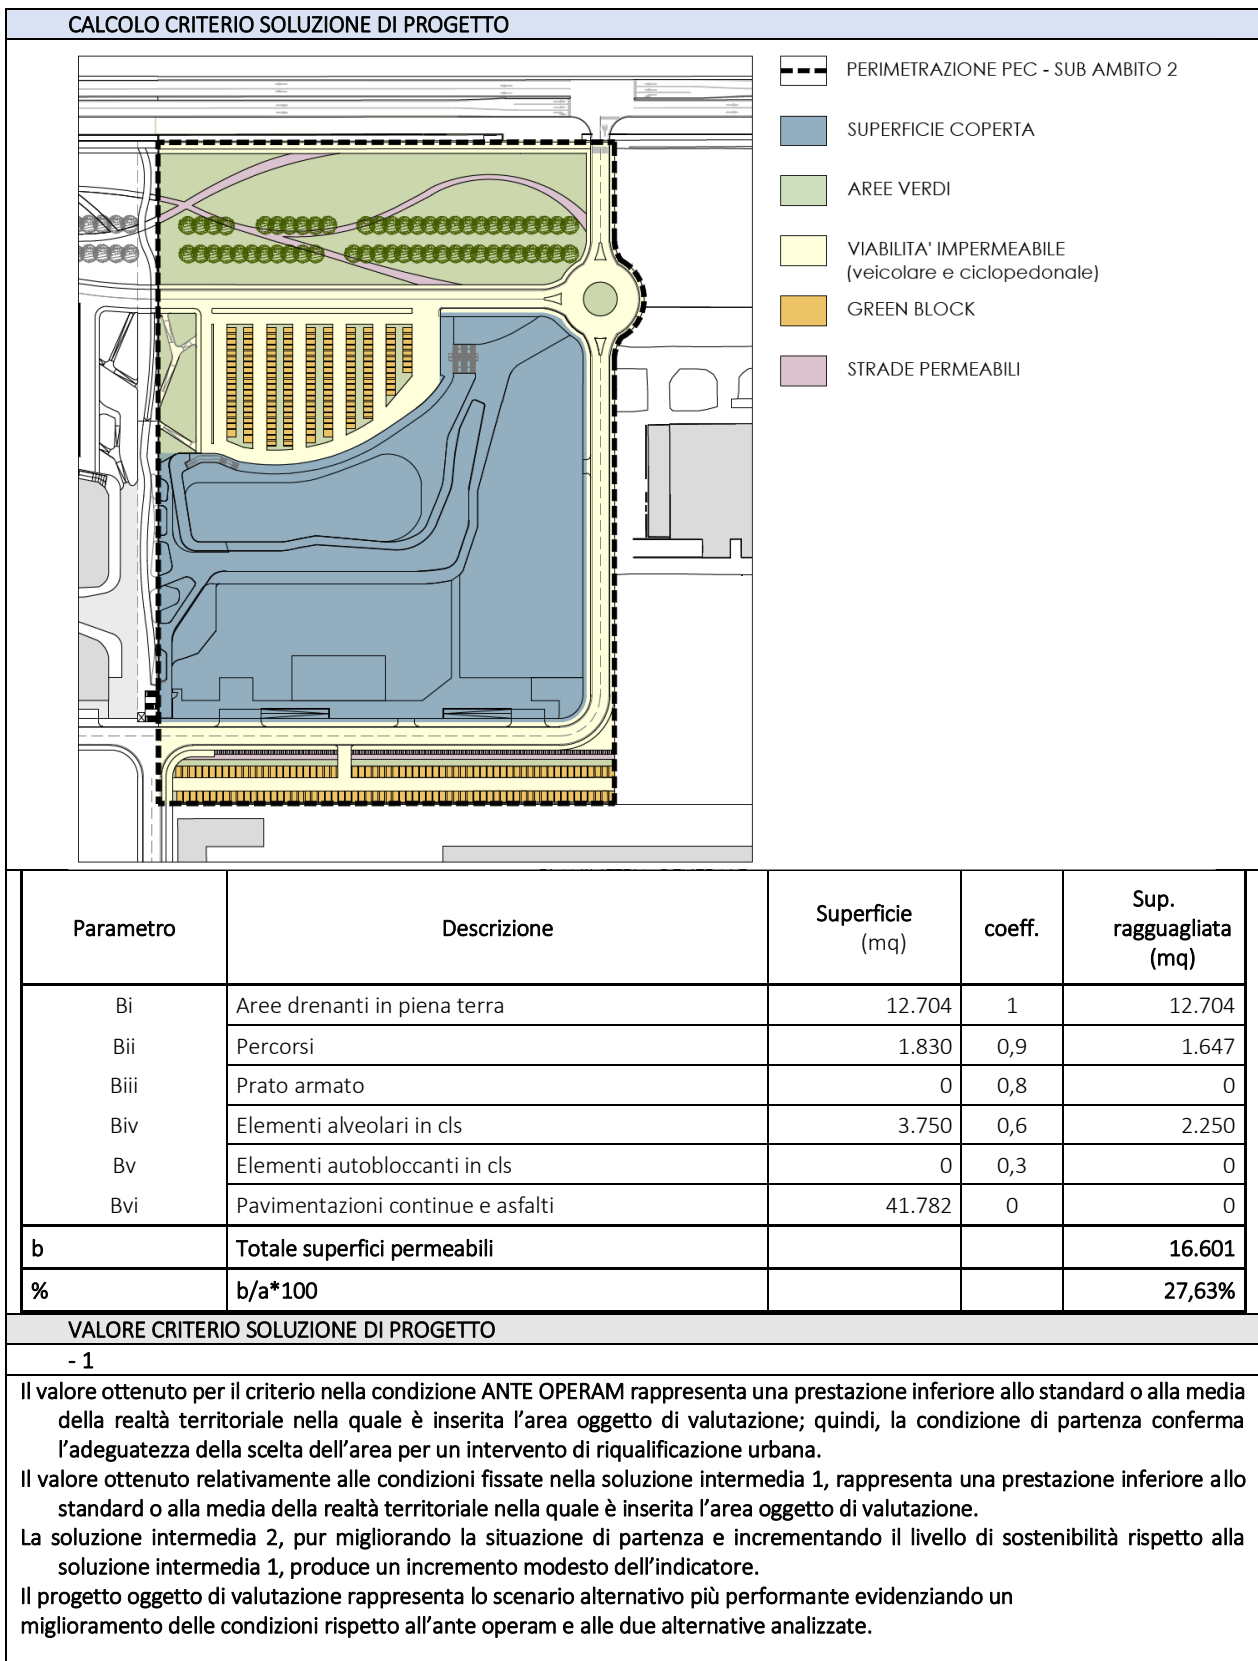 CALCOLO CRITERIO SOLUZIONE DI PROGETTO
PERIMETRAZIONE PEC - SUB AMBITO 2
SUPERFICIE COPERTA
AREE VERDI
VIABILITA' IMPERMEABILE
(veicolare e ciclopedonale)
GREEN BLOCK
STRADE PERMEABILI
Parametro Descrizione Superficie (mq) coeff. Sup. ragguagliata (mq)
Bi Aree drenanti in piena terra 12.704 1 12.704
Bii Percorsi 1.830 0,9 1.647
Biii Prato armato 0 0,8 0
Biv Elementi alveolari in cls 3.750 0,6 2.250
Bv Elementi autobloccanti in cls 0 0,3 0
Bvi Pavimentazioni continue e asfalti 41.782 0 0
b Totale superfici permeabili 16.601
% b/a*100 27,63%
VALORE CRITERIO SOLUZIONE DI PROGETTO
- 1
Il valore ottenuto per il criterio nella condizione ANTE OPERAM rappresenta una prestazione inferiore allo standard o alla media
della realtà territoriale nella quale è inserita l'area oggetto di valutazione; quindi, la condizione di partenza conferma
l'adeguatezza della scelta dell'area per un intervento di riqualificazione urbana.
Il valore ottenuto relativamente alle condizioni fissate nella soluzione intermedia 1, rappresenta una prestazione inferiore allo
standard o alla media della realtà territoriale nella quale è inserita l'area oggetto di valutazione.
La soluzione intermedia 2, pur migliorando la situazione di partenza e incrementando il livello di sostenibilità rispetto alla
soluzione intermedia 1, produce un incremento modesto dell'indicatore.
Il progetto oggetto di valutazione rappresenta lo scenario alternativo più performante evidenziando un
miglioramento delle condizioni rispetto all'ante operam e alle due alternative analizzate.